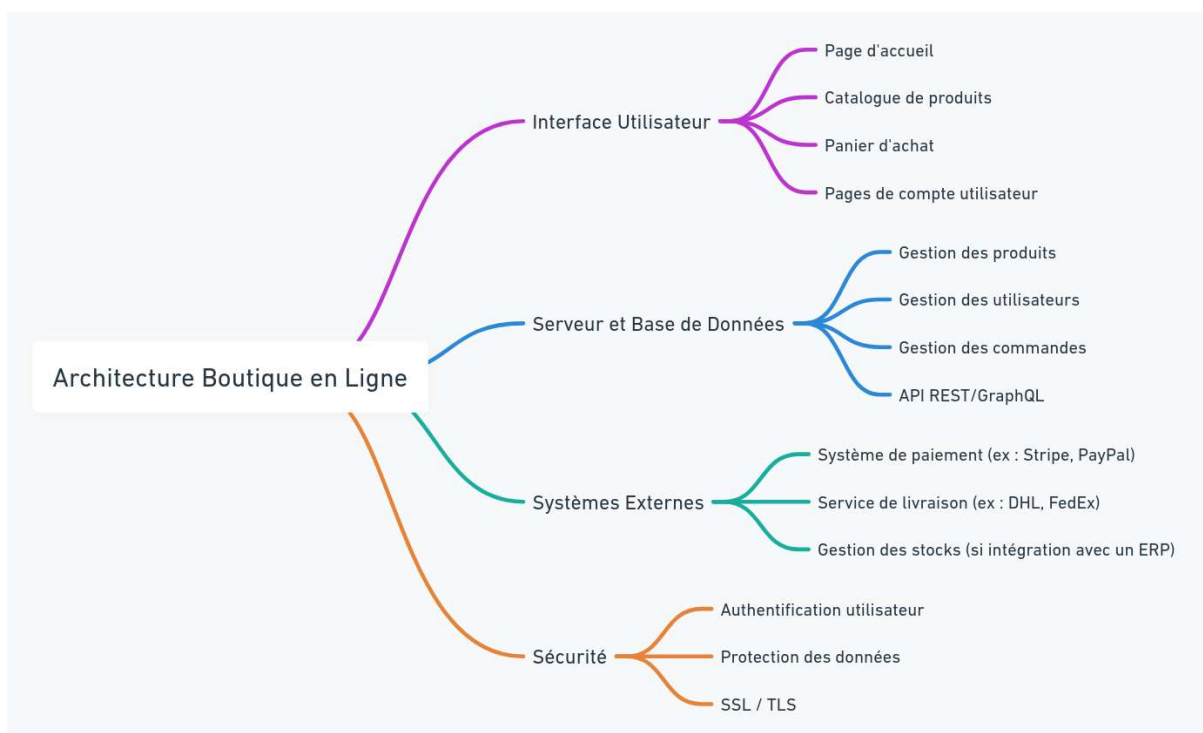 Architecture Boutique en Ligne
Interface Utilisateur
Page d'accueil
Catalogue de produits
Panier d'achat
Pages de compte utilisateur
Serveur et Base de Données
Gestion des produits
Gestion des utilisateurs
Gestion des commandes
API REST/GraphQL
Systèmes Externes
Système de paiement (ex : Stripe, PayPal)
Service de livraison (ex : DHL, FedEx)
Gestion des stocks (si intégration avec un ERP)
Sécurité
Authentification utilisateur
Protection des données
SSL / TLS